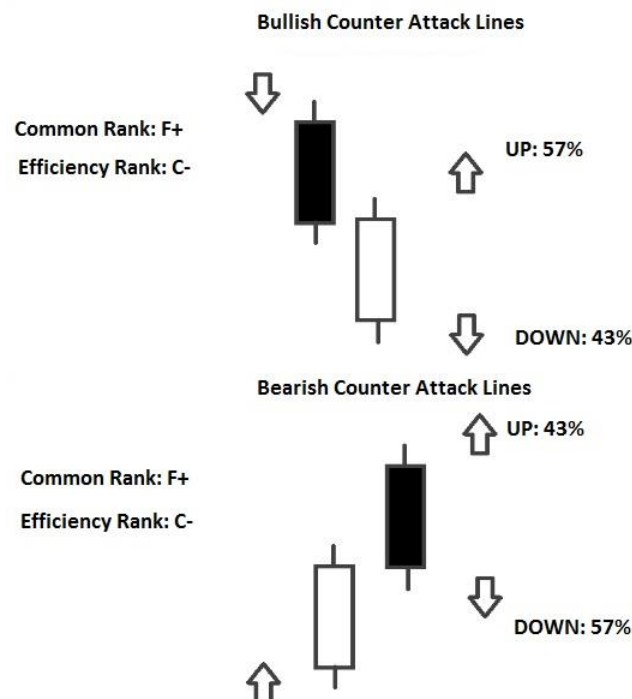 Bullish Counter Attack Lines
Common Rank: F+
Efficiency Rank: C-
UP: 57%
DOWN: 43%
Bearish Counter Attack Lines
UP: 43%
Common Rank: F+
Efficiency Rank: C-
DOWN: 57%